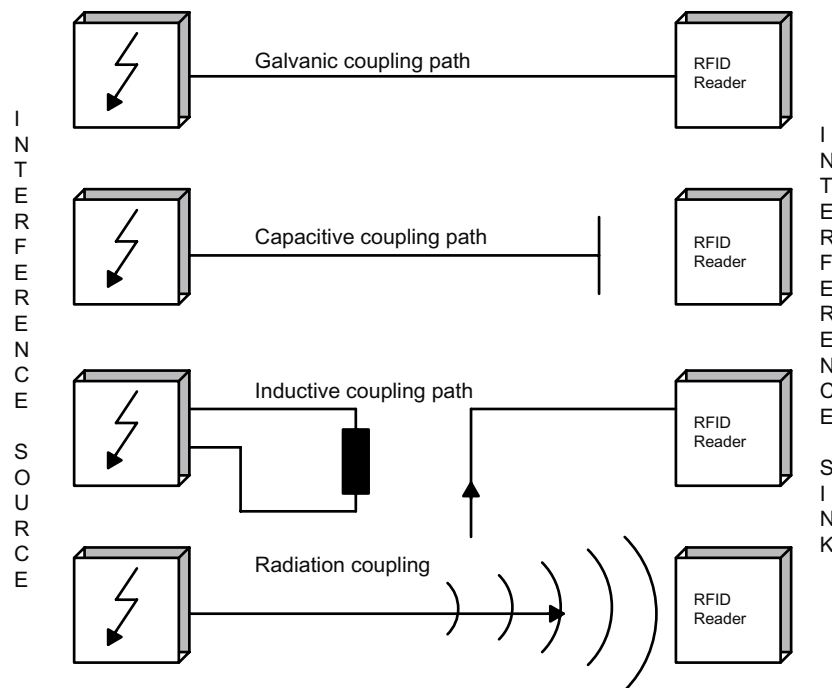 INTERFERENCE SOURCE
Galvanic coupling path
RFID
Reader
Capacitive coupling path
RFID
Reader
Inductive coupling path
RFID
Reader
Radiation coupling
RFID
Reader
INTERFERENCE SINK